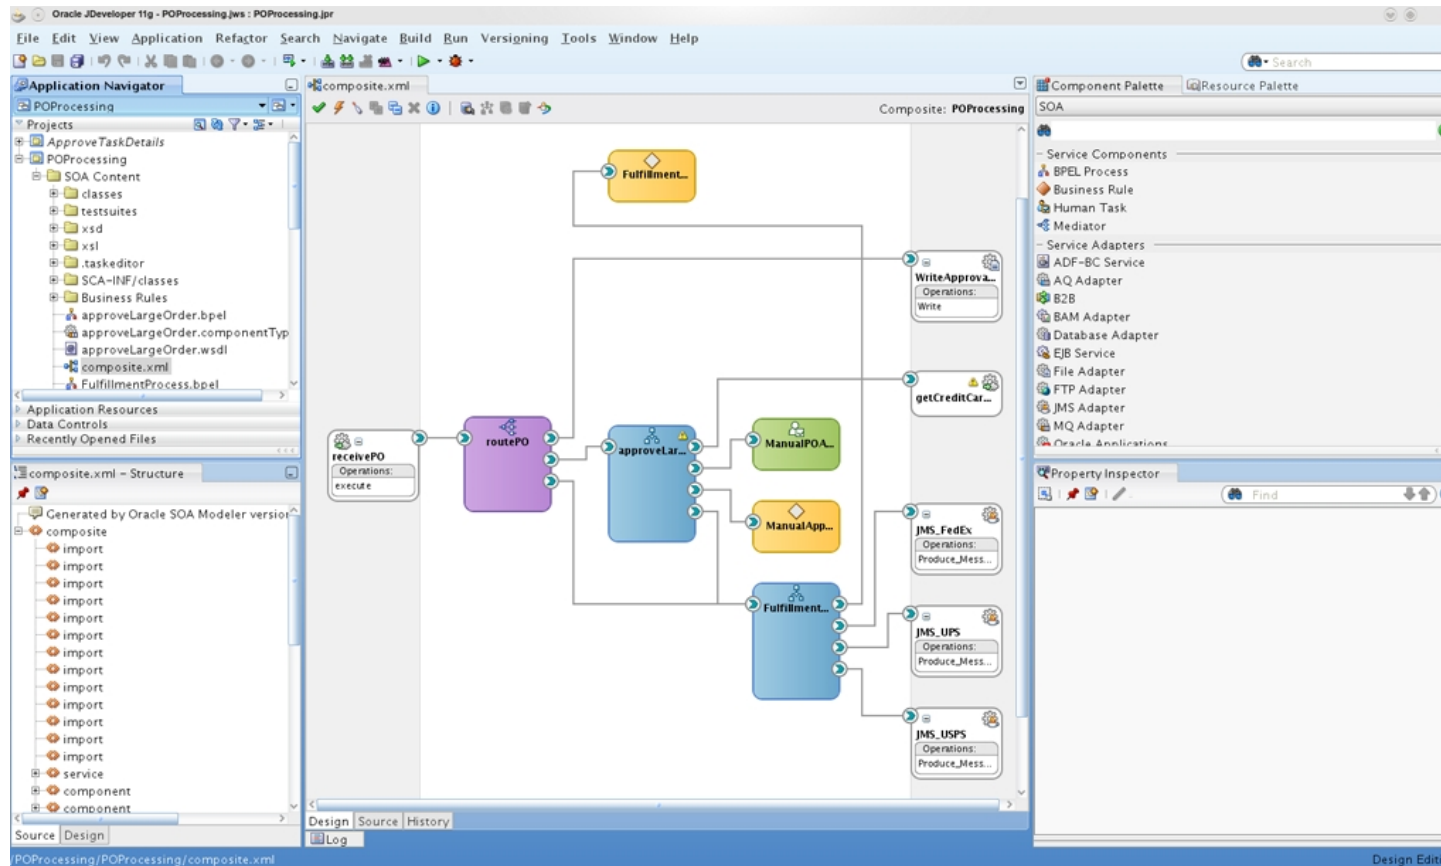 Oracle JDeveloper 11g - POProcessing.jws : POProcessing.jpr
File Edit View Application Refactor Search Navigate Build Run Versioning Tools Window Help
Search
Application Navigator
POProcessing
Projects
ApproveTaskDetails
POProcessing
SOA Content
classes
testsuites
xsd
xsl
.taskeditor
SCA-INF/classes
Business Rules
approveLargeOrder.bpel
approveLargeOrder.componentTyp
approveLargeOrder.wsdl
composite.xml
FulfillmentProcess.bpel
Application Resources
Data Controls
Recently Opened Files
composite.xml - Structure
Generated by Oracle SOA Modeler version
composite
import
import
import
import
import
import
import
import
import
import
import
import
import
service
component
component
Source Design
composite.xml
Composite: POProcessing
Fulfillment...
WriteApprova...
Operations:
Write
getCreditCar...
receivePO
Operations:
execute
routePO
approveLar...
ManualPOA...
ManualApp...
Fulfillment...
JMS_FedEx
Operations:
Produce_Mess...
JMS_UPS
Operations:
Produce_Mess...
JMS_USPS
Operations:
Produce_Mess...
Design Source History
Log
Component Palette Resource Palette
SOA
Service Components
BPEL Process
Business Rule
Human Task
Mediator
Service Adapters
ADF-BC Service
AQ Adapter
B2B
BAM Adapter
Database Adapter
EJB Service
File Adapter
FTP Adapter
JMS Adapter
MQ Adapter
Oracle Applications
Property Inspector
Find
/POProcessing/POProcessing/composite.xml
Design Edit